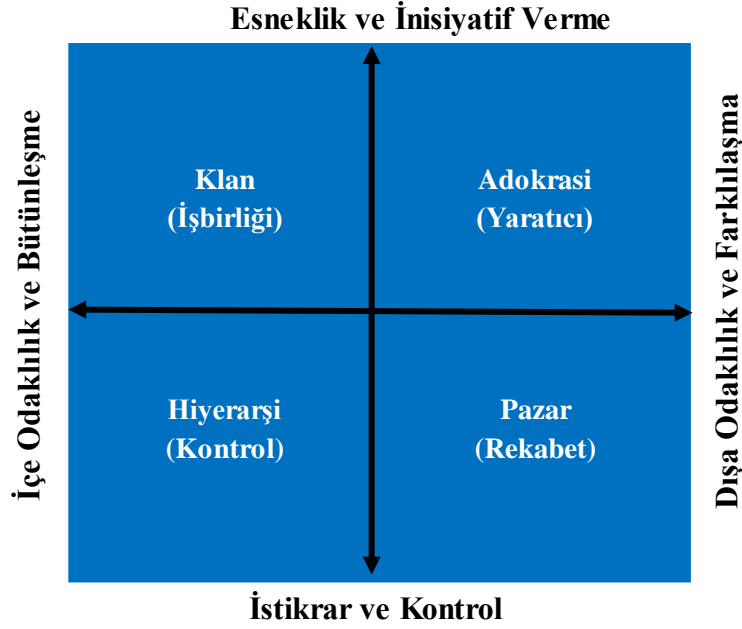 Esneklik ve İnisiyatif Verme
İçe Odaklılık ve Bütünleşme
Klan
(İşbirliği)
Adokrasi
(Yaratıcı)
Hiyerarşi
(Kontrol)
Pazar
(Rekabet)
Dışa Odaklılık ve Farklılaşma
İstikrar ve Kontrol